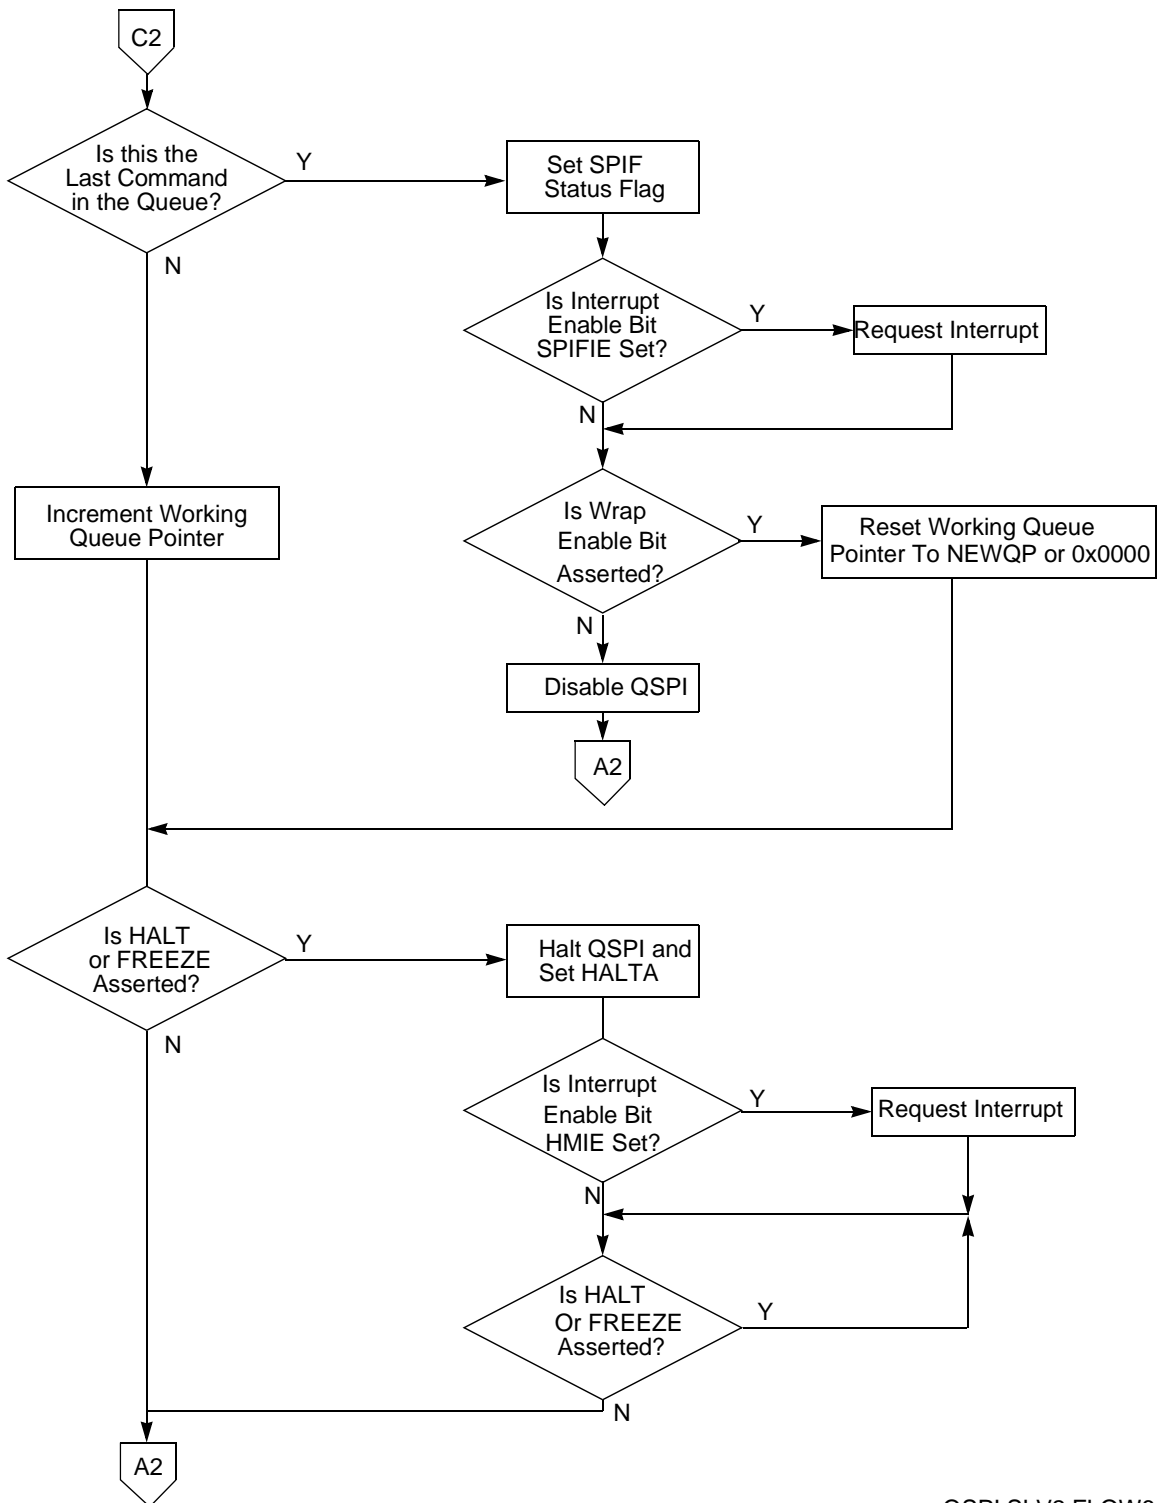 C2
Is this the
Last Command
in the Queue?
Y
Set SPIF
Status Flag
N
Is Interrupt
Enable Bit
SPIFIE Set?
Y
Request Interrupt
N
Increment Working
Queue Pointer
Is Wrap
Enable Bit
Asserted?
Y
Reset Working Queue
Pointer To NEWQP or 0x0000
N
Disable QSPI
A2
Is HALT
or FREEZE
Asserted?
Y
Halt QSPI and
Set HALTA
N
Is Interrupt
Enable Bit
HMIE Set?
Y
Request Interrupt
N
Is HALT
Or FREEZE
Asserted?
Y
N
A2